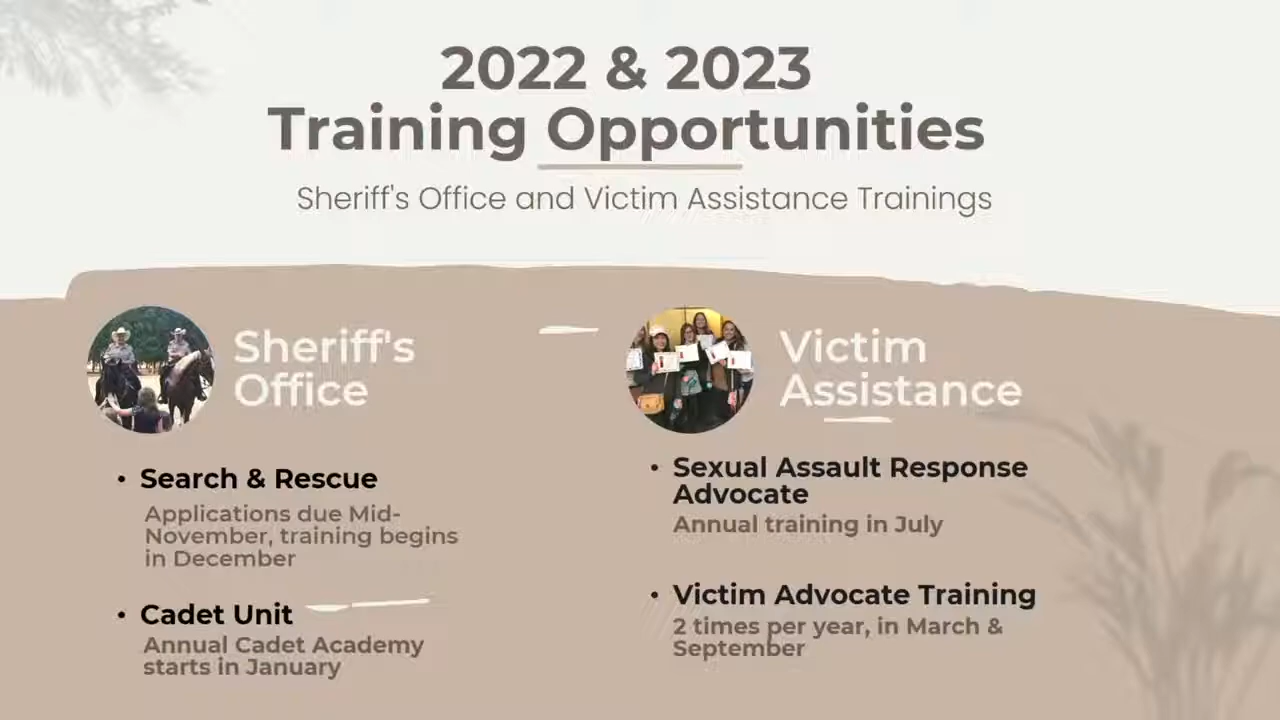 2022 & 2023
Training Opportunities
Sheriff's Office and Victim Assistance Trainings
Sheriff's
Office
• Search & Rescue
Applications due Mid-
November, training begins
in December
• Cadet Unit
Annual Cadet Academy
starts in January
Victim
Assistance
• Sexual Assault Response
Advocate
Annual training in July
• Victim Advocate Training
2 times per year, in March &
September